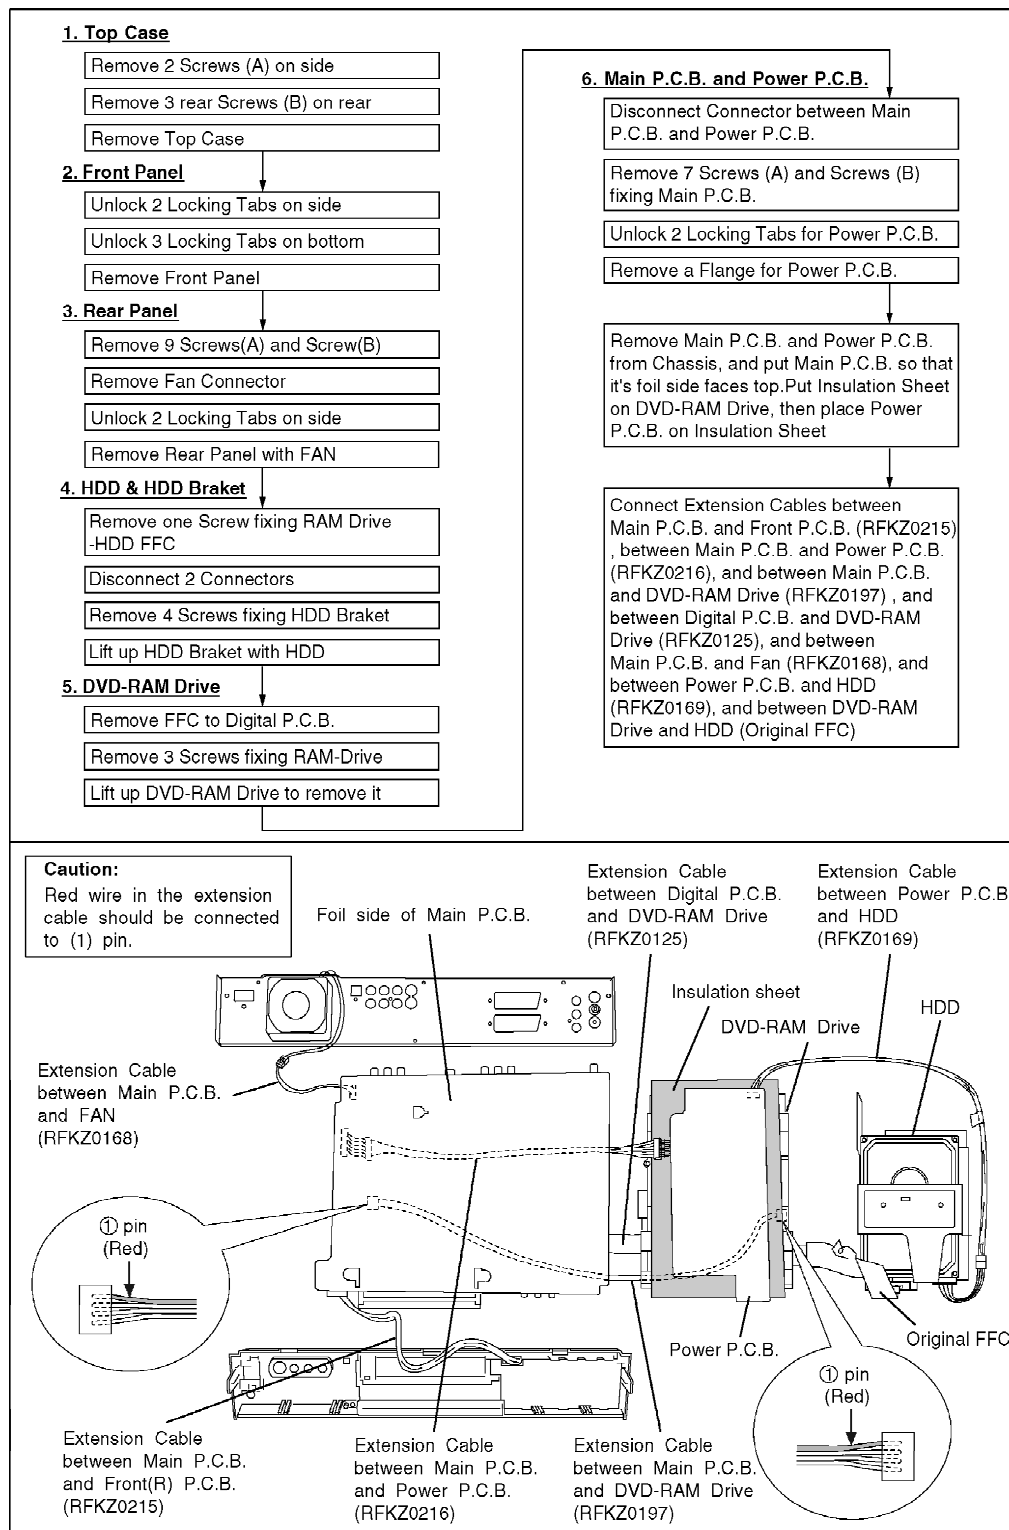 1. Top Case
Remove 2 Screws (A) on side
Remove 3 rear Screws (B) on rear
Remove Top Case
2. Front Panel
Unlock 2 Locking Tabs on side
Unlock 3 Locking Tabs on bottom
Remove Front Panel
3. Rear Panel
Remove 9 Screws(A) and Screw(B)
Remove Fan Connector
Unlock 2 Locking Tabs on side
Remove Rear Panel with FAN
4. HDD & HDD Braket
Remove one Screw fixing RAM Drive
-HDD FFC
Disconnect 2 Connectors
Remove 4 Screws fixing HDD Braket
Lift up HDD Braket with HDD
5. DVD-RAM Drive
Remove FFC to Digital P.C.B.
Remove 3 Screws fixing RAM-Drive
Lift up DVD-RAM Drive to remove it
6. Main P.C.B. and Power P.C.B.
Disconnect Connector between Main
P.C.B. and Power P.C.B.
Remove 7 Screws (A) and Screws (B)
fixing Main P.C.B.
Unlock 2 Locking Tabs for Power P.C.B.
Remove a Flange for Power P.C.B.
Remove Main P.C.B. and Power P.C.B.
from Chassis, and put Main P.C.B. so that
it's foil side faces top.Put Insulation Sheet
on DVD-RAM Drive, then place Power
P.C.B. on Insulation Sheet
Connect Extension Cables between
Main P.C.B. and Front P.C.B. (RFKZ0215)
, between Main P.C.B. and Power P.C.B.
(RFKZ0216), and between Main P.C.B.
and DVD-RAM Drive (RFKZ0197) , and
between Digital P.C.B. and DVD-RAM
Drive (RFKZ0125), and between
Main P.C.B. and Fan (RFKZ0168), and
between Power P.C.B. and HDD
(RFKZ0169), and between DVD-RAM
Drive and HDD (Original FFC)
Caution:
Red wire in the extension
cable should be connected
to (1) pin.
Foil side of Main P.C.B.
Extension Cable
between Digital P.C.B.
and DVD-RAM Drive
(RFKZ0125)
Extension Cable
between Power P.C.B
and HDD
(RFKZ0169)
Insulation sheet
DVD-RAM Drive
HDD
Extension Cable
between Main P.C.B.
and FAN
(RFKZ0168)
① pin
(Red)
Power P.C.B.
Original FFC
① pin
(Red)
Extension Cable
between Main P.C.B.
and Front(R) P.C.B.
(RFKZ0215)
Extension Cable
between Main P.C.B.
and Power P.C.B.
(RFKZ0216)
Extension Cable
between Main P.C.B.
and DVD-RAM Drive
(RFKZ0197)